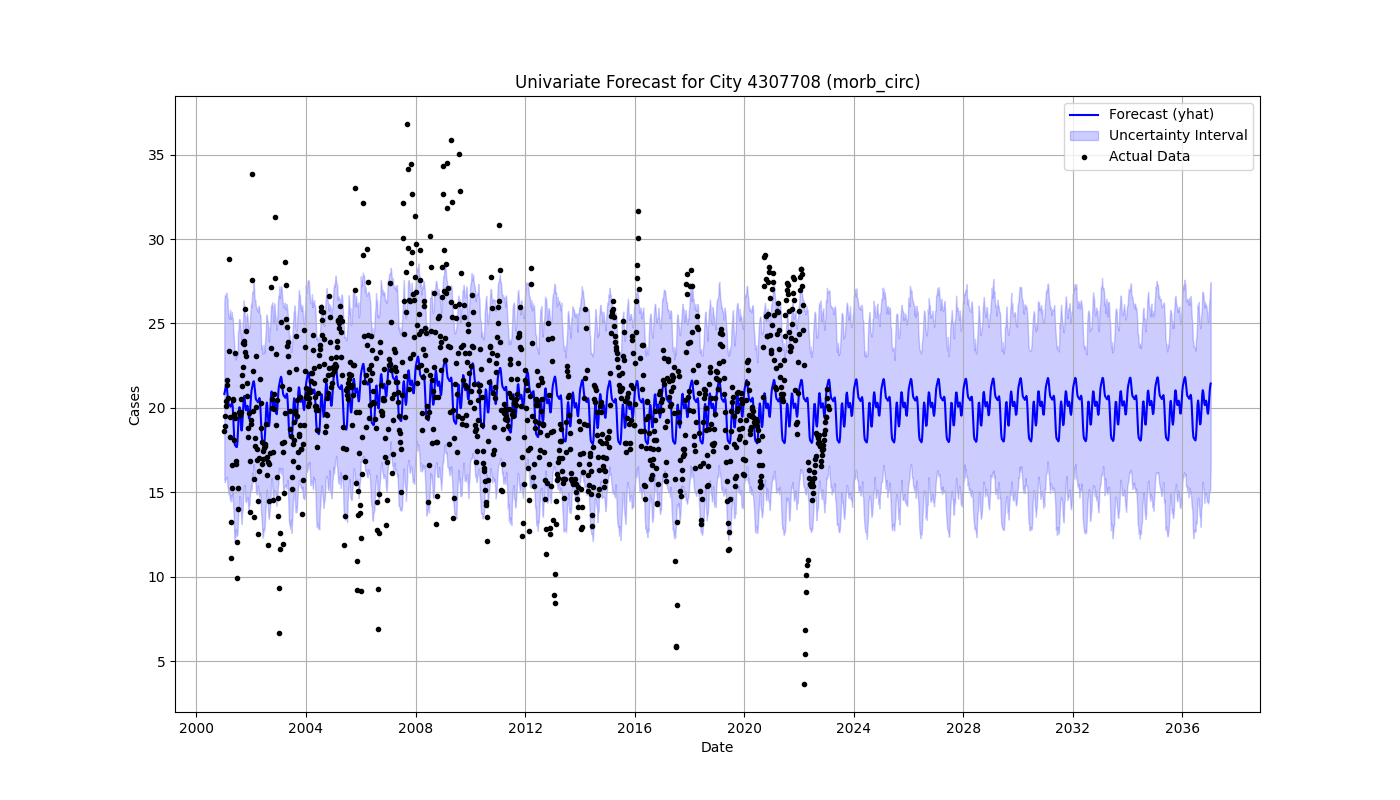 Univariate Forecast for City 4307708 (morb_circ)
Forecast (yhat)
Uncertainty Interval
Actual Data
Cases
35
30
25
20
15
10
5
2000 2004 2008 2012 2016 2020 2024 2028 2032 2036
Date